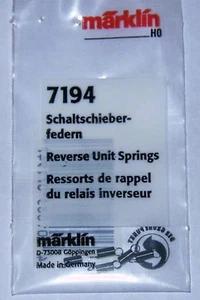 märklin
HO
7194
Schaltschieber-
federn
Reverse Unit Springs
Ressorts de rappel
du relais inverseur
märklin
D-73008 Göppingen
Made in Germany